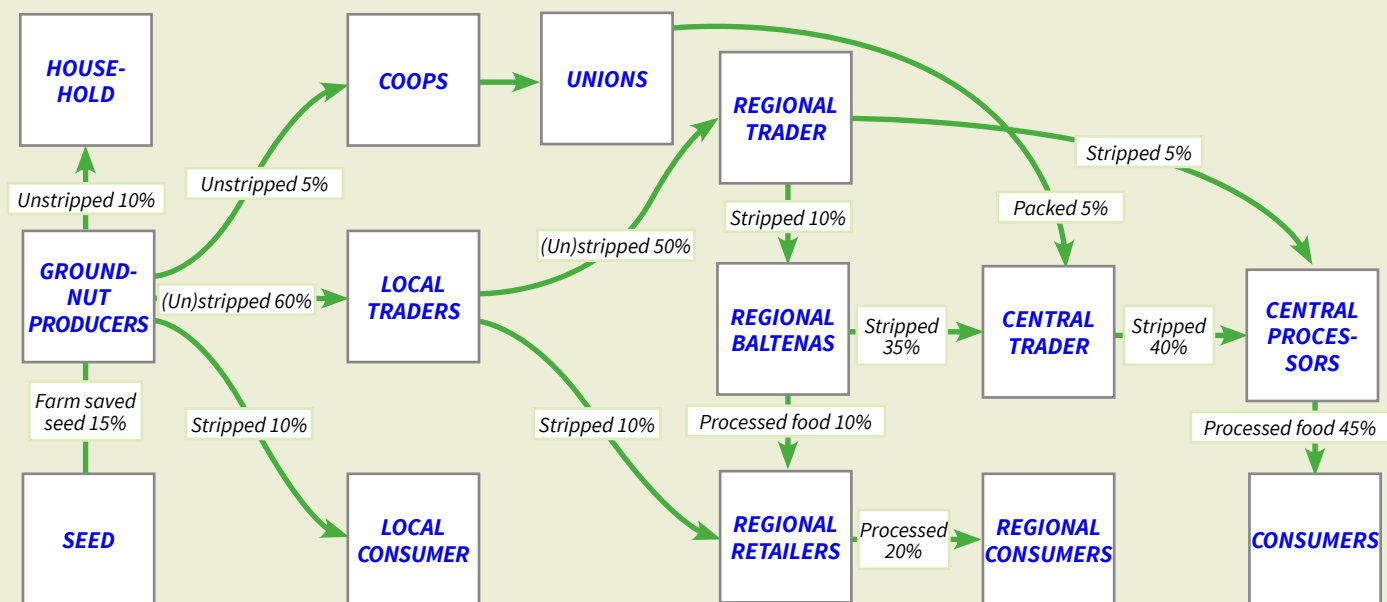 HOUSE-
HOLD
COOPS
UNIONS
REGIONAL
TRADER
Stripped 5%
Unstripped 10%
Unstripped 5%
Packed 5%
(Un)stripped 50%
Stripped 10%
GROUND-
NUT
PRODUCERS
(Un)stripped 60%
LOCAL
TRADERS
REGIONAL
BALTENAS
Stripped
35%
CENTRAL
TRADER
Stripped
40%
CENTRAL
PROCES-
SORS
Farm saved
seed 15%
Stripped 10%
Stripped 10%
Processed food 10%
Processed food 45%
SEED
LOCAL
CONSUMER
REGIONAL
RETAILERS
Processed
20%
REGIONAL
CONSUMERS
CONSUMERS